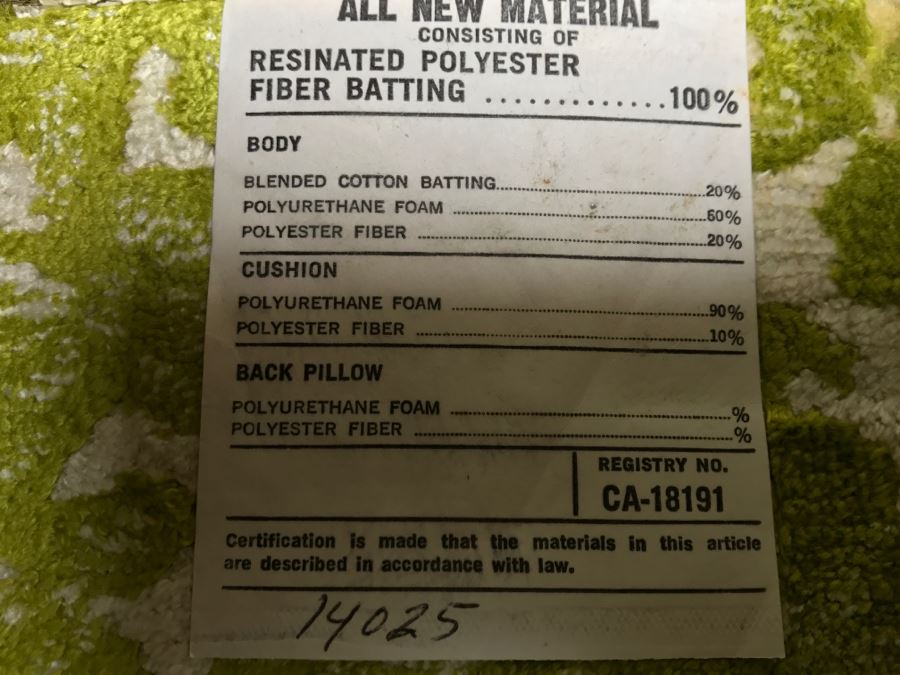 ALL NEW MATERIAL
CONSISTING OF
RESINATED POLYESTER
FIBER BATTING ..............100%
BODY
BLENDED COTTON BATTING..................................................20%
POLYURETHANE FOAM ............................................................60%
POLYESTER FIBER ....................................................................20%
CUSHION
POLYURETHANE FOAM ............................................................90%
POLYESTER FIBER ....................................................................10%
BACK PILLOW
POLYURETHANE FOAM ................................................................%
POLYESTER FIBER ........................................................................%
REGISTRY NO.
CA-18191
Certification is made that the materials in this article
are described in accordance with law.
14025